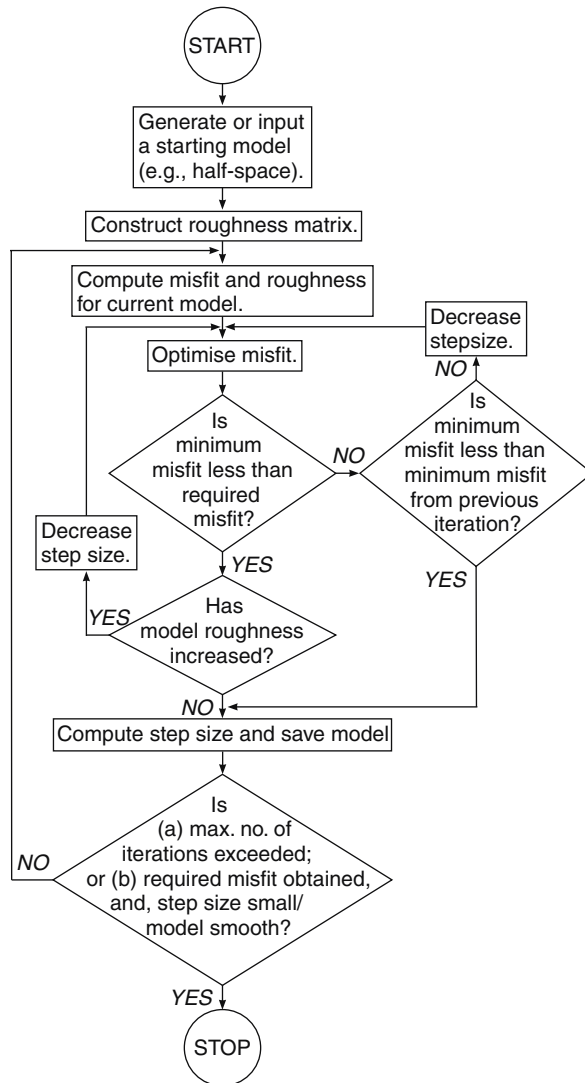 START
Generate or input
a starting model
(e.g., half-space).
Construct roughness matrix.
Compute misfit and roughness
for current model.
Decrease
stepsize.
Optimise misfit.
NO
Is
minimum
misfit less than
required
misfit?
NO
Is
minimum
misfit less than
minimum misfit
from previous
iteration?
Decrease
step size.
YES
YES
YES
Has
model roughness
increased?
NO
Compute step size and save model
Is
(a) max. no. of
iterations exceeded;
or (b) required misfit obtained,
and, step size small/
model smooth?
NO
YES
STOP